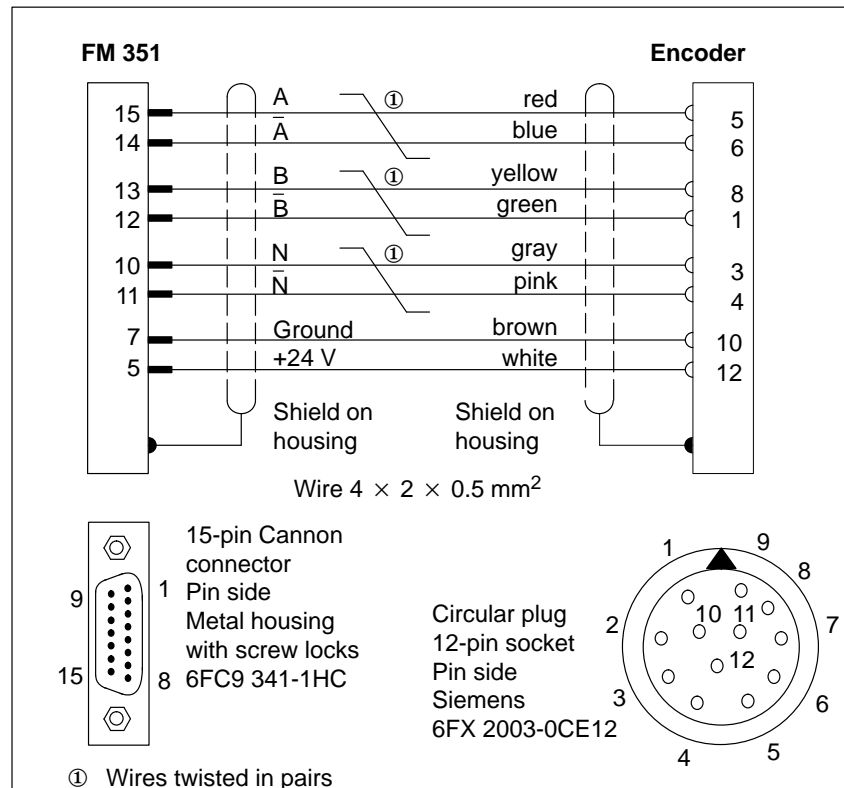 FM 351 Encoder
15 A ① red 5
14 A̅ blue 6
13 B ① yellow 8
12 B̅ green 1
10 N ① gray 3
11 N̅ pink 4
7 Ground brown 10
5 +24 V white 12
Shield on housing
Shield on housing
Wire 4 × 2 × 0.5 mm²
15-pin Cannon
connector
Pin side
Metal housing
with screw locks
6FC9 341-1HC
9 1
15 8
Circular plug
12-pin socket
Pin side
Siemens
6FX 2003-0CE12
1 9
8
2 10 11 7
12
3 6
4 5
① Wires twisted in pairs